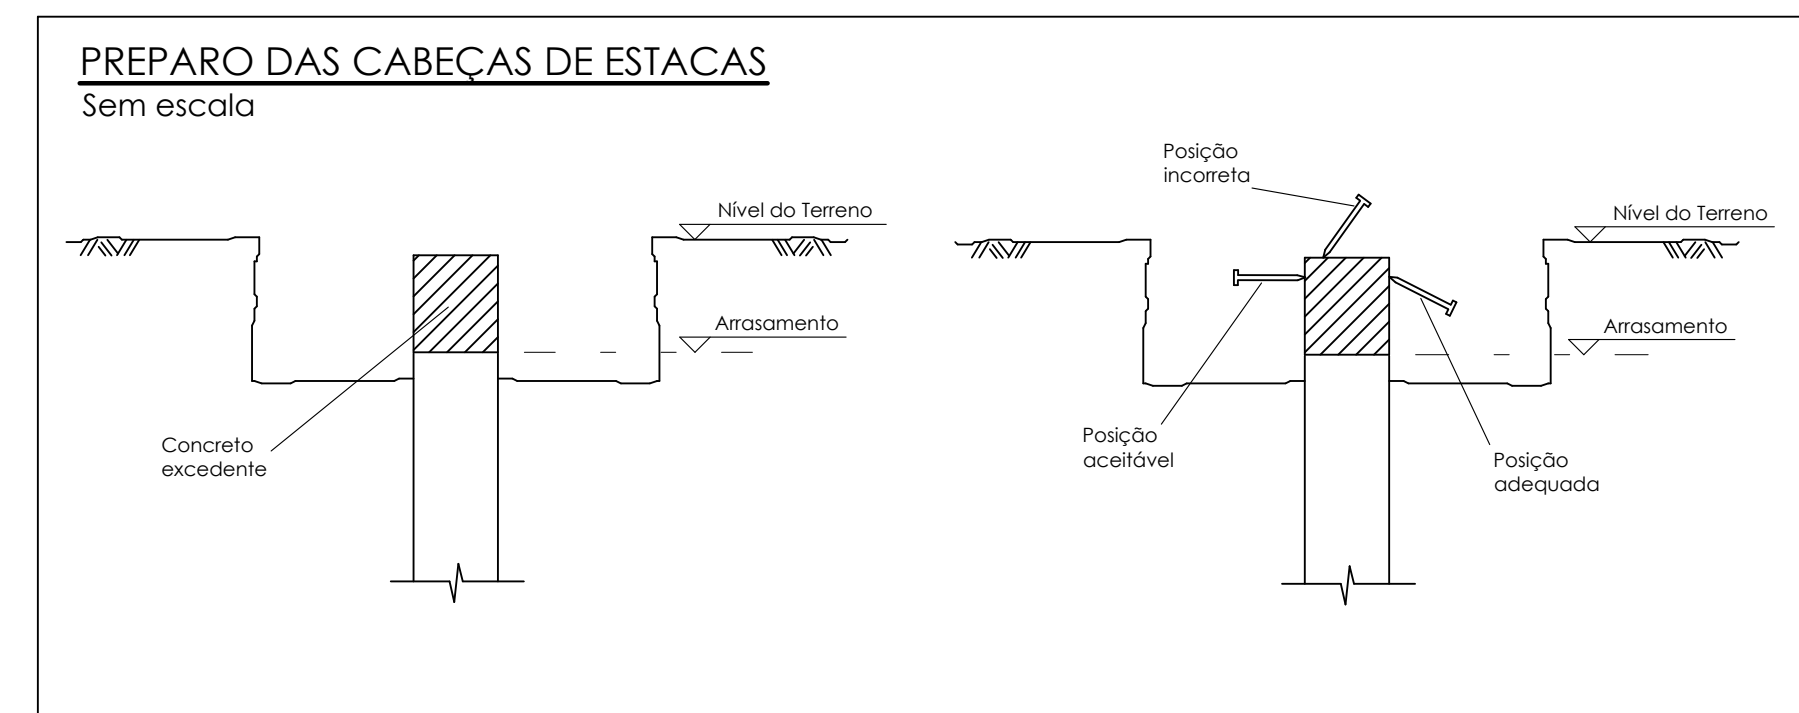 PREPARO DAS CABEÇAS DE ESTACAS
Sem escala
Nível do Terreno
Arrasamento
Concreto
excedente
Posição
incorreta
Nível do Terreno
Arrasamento
Posição
aceitável
Posição
adequada